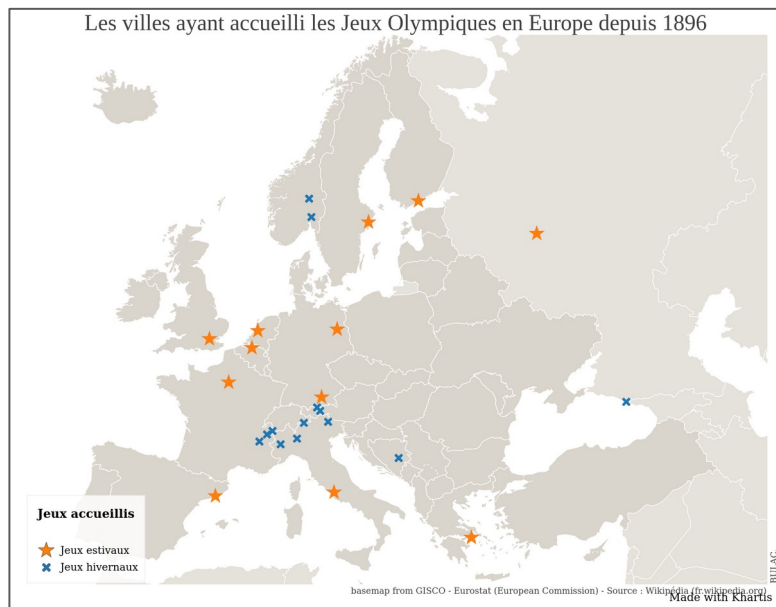 Les villes ayant accueilli les Jeux Olympiques en Europe depuis 1896
Jeux accueillis
Jeux estivaux
Jeux hivernaux
BULAC.
basemap from GISCO - Eurostat (European Commission) - Source : Wikipédia (fr.wikipedia.org)
Made with Khartis